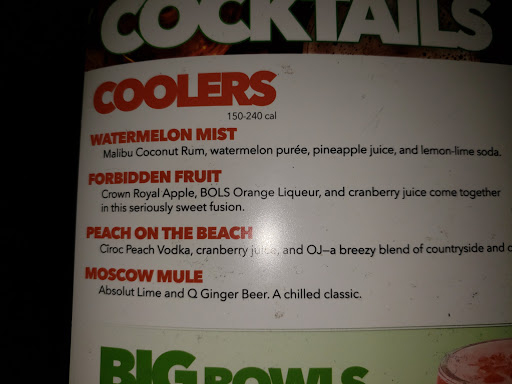 COCKTAILS
COOLERS
150-240 cal
WATERMELON MIST
Malibu Coconut Rum, watermelon purée, pineapple juice, and lemon-lime soda.
FORBIDDEN FRUIT
Crown Royal Apple, BOLS Orange Liqueur, and cranberry juice come together
in this seriously sweet fusion.
PEACH ON THE BEACH
Ciroc Peach Vodka, cranberry juice, and OJ—a breezy blend of countryside and
MOSCOW MULE
Absolut Lime and Q Ginger Beer. A chilled classic.
BIG BOWLS